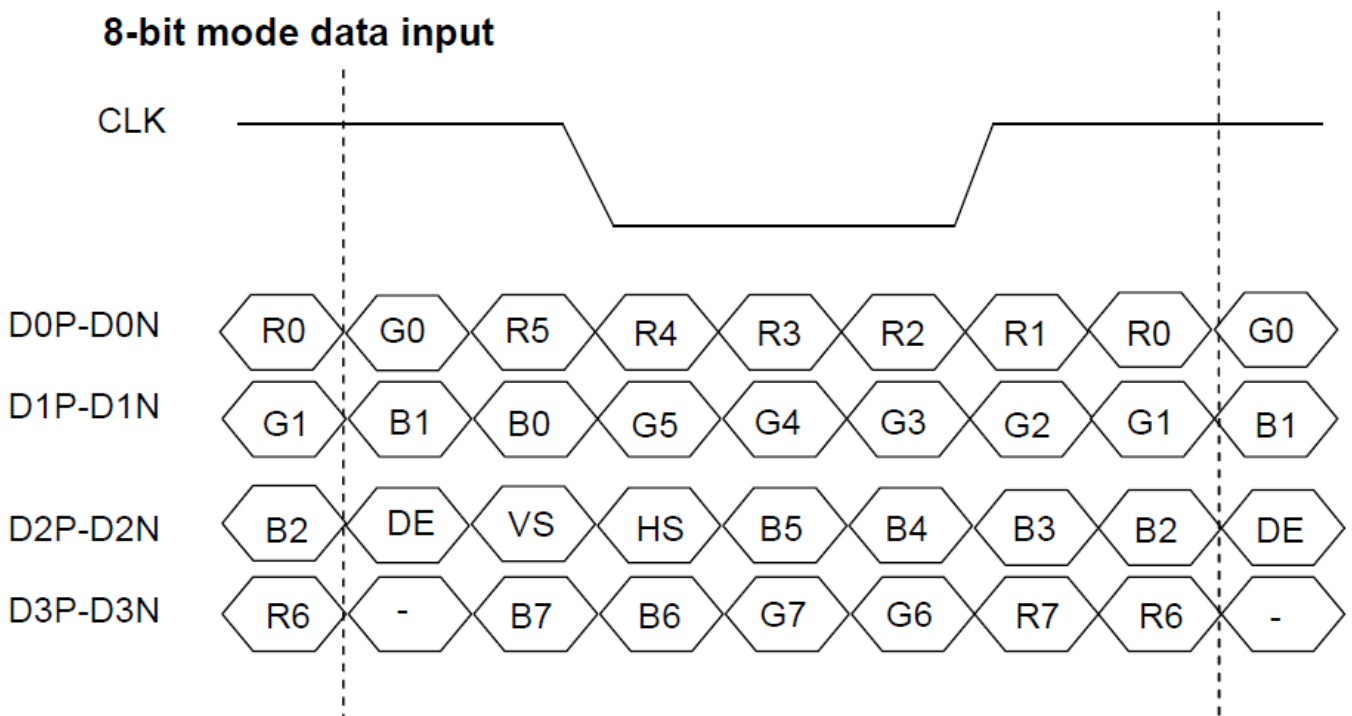 8-bit mode data input
CLK
D0P-D0N R0 G0 R5 R4 R3 R2 R1 R0 G0
D1P-D1N G1 B1 B0 G5 G4 G3 G2 G1 B1
D2P-D2N B2 DE VS HS B5 B4 B3 B2 DE
D3P-D3N R6 - B7 B6 G7 G6 R7 R6 -